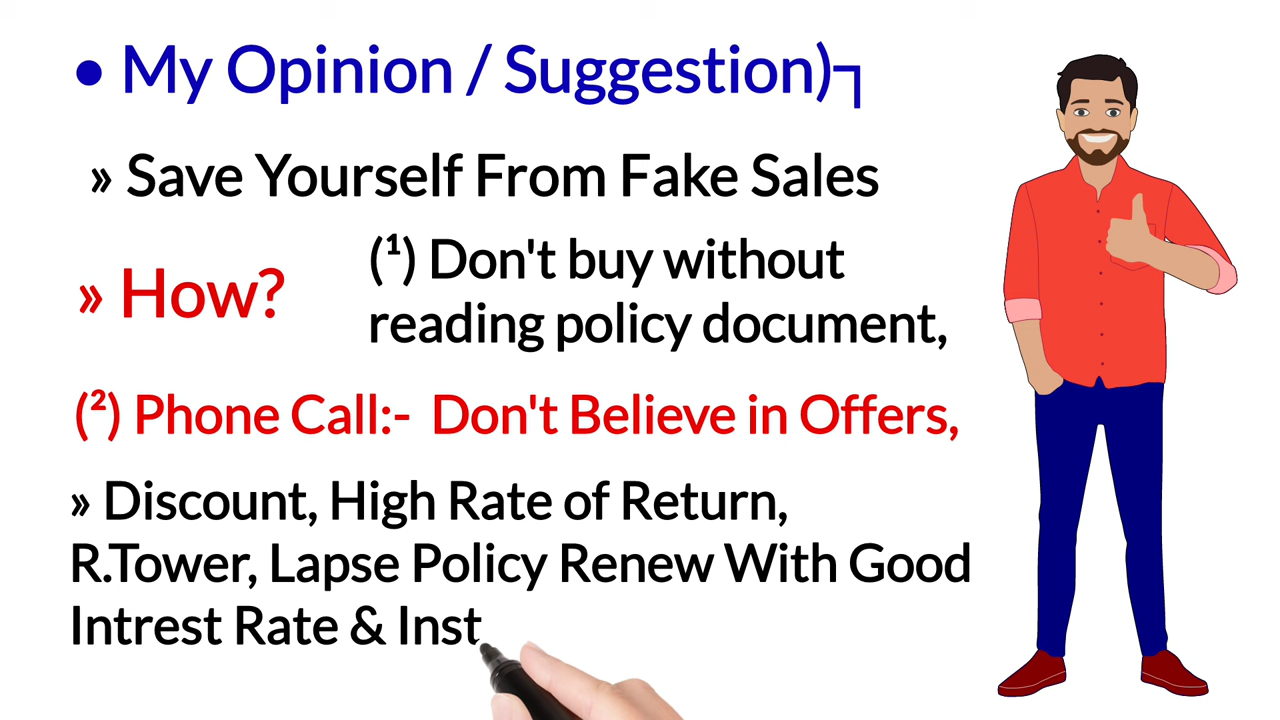 • My Opinion / Suggestion)┐
» Save Yourself From Fake Sales
» How?
(¹) Don't buy without
reading policy document,
(²) Phone Call:- Don't Believe in Offers,
» Discount, High Rate of Return,
R.Tower, Lapse Policy Renew With Good
Intrest Rate & Inst